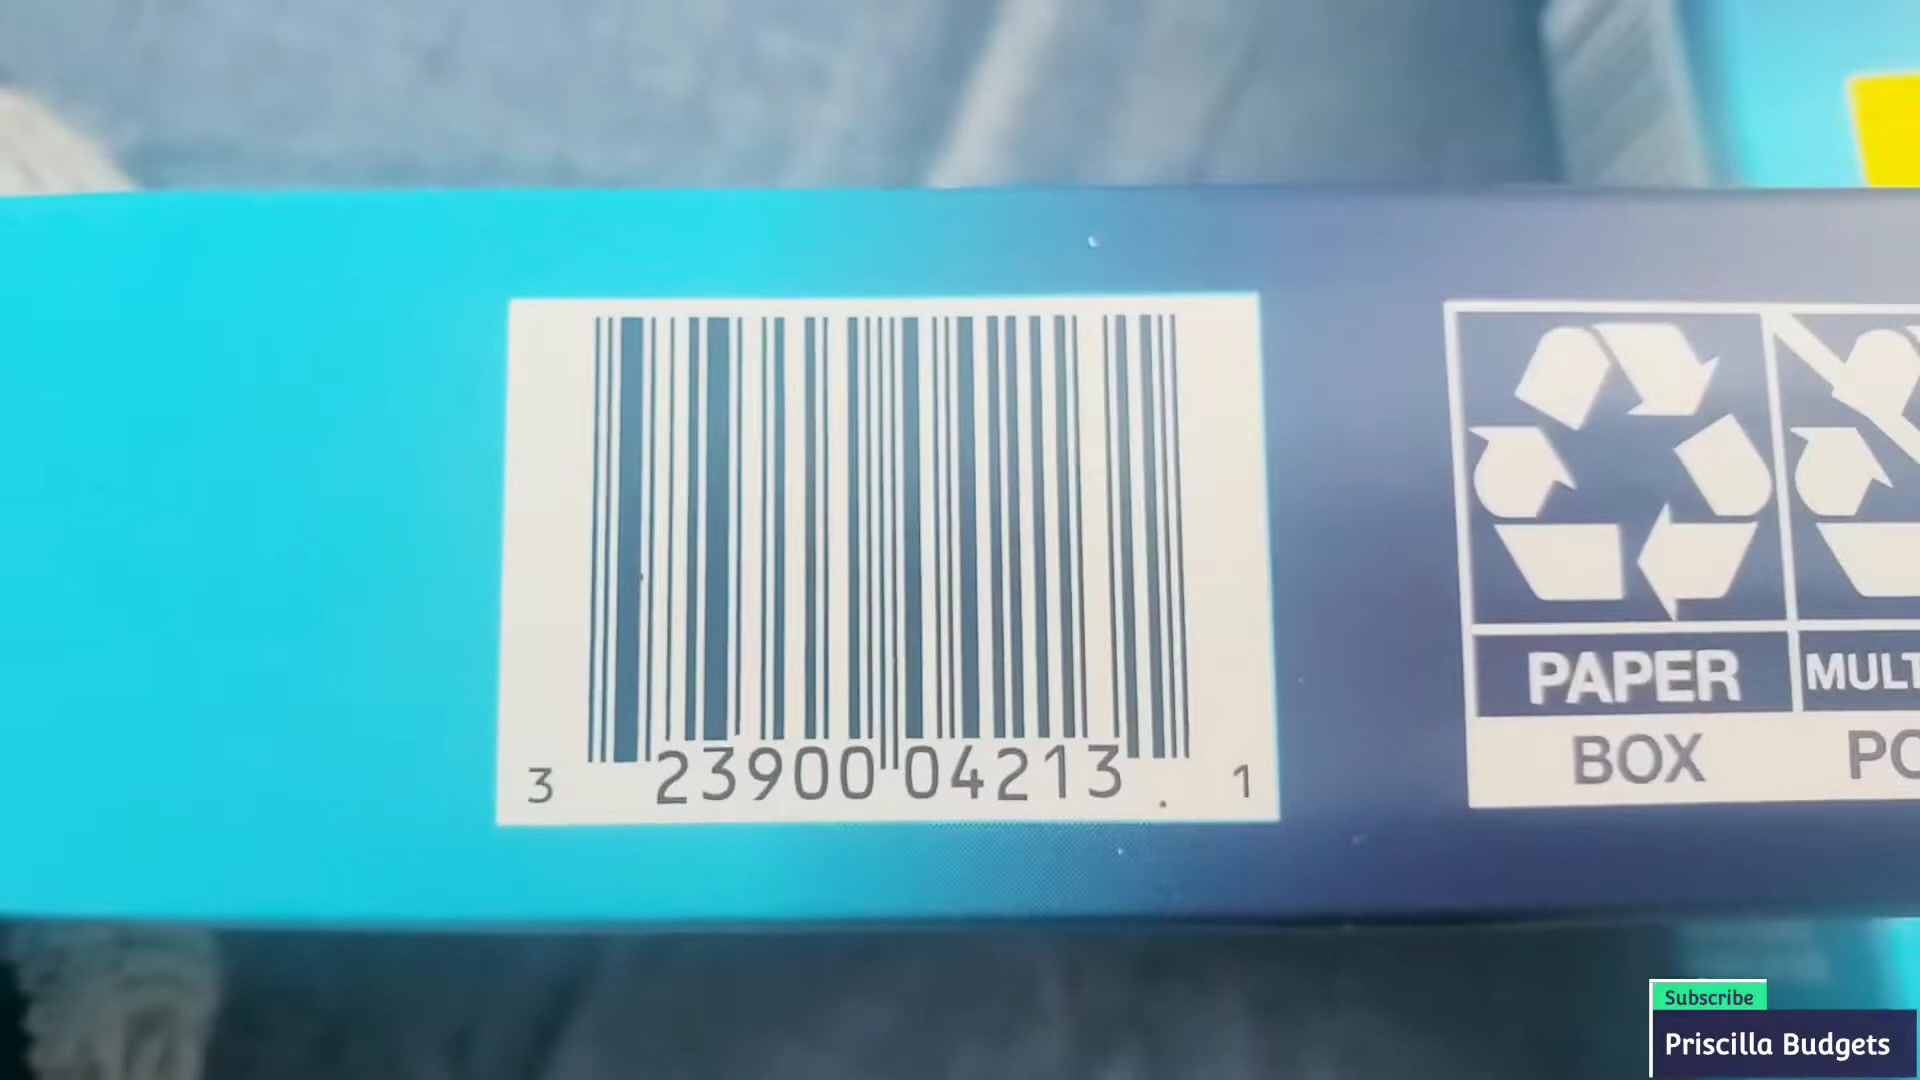 3 23900 04213 1
PAPER
MULT
BOX
PO
Subscribe
Priscilla Budgets